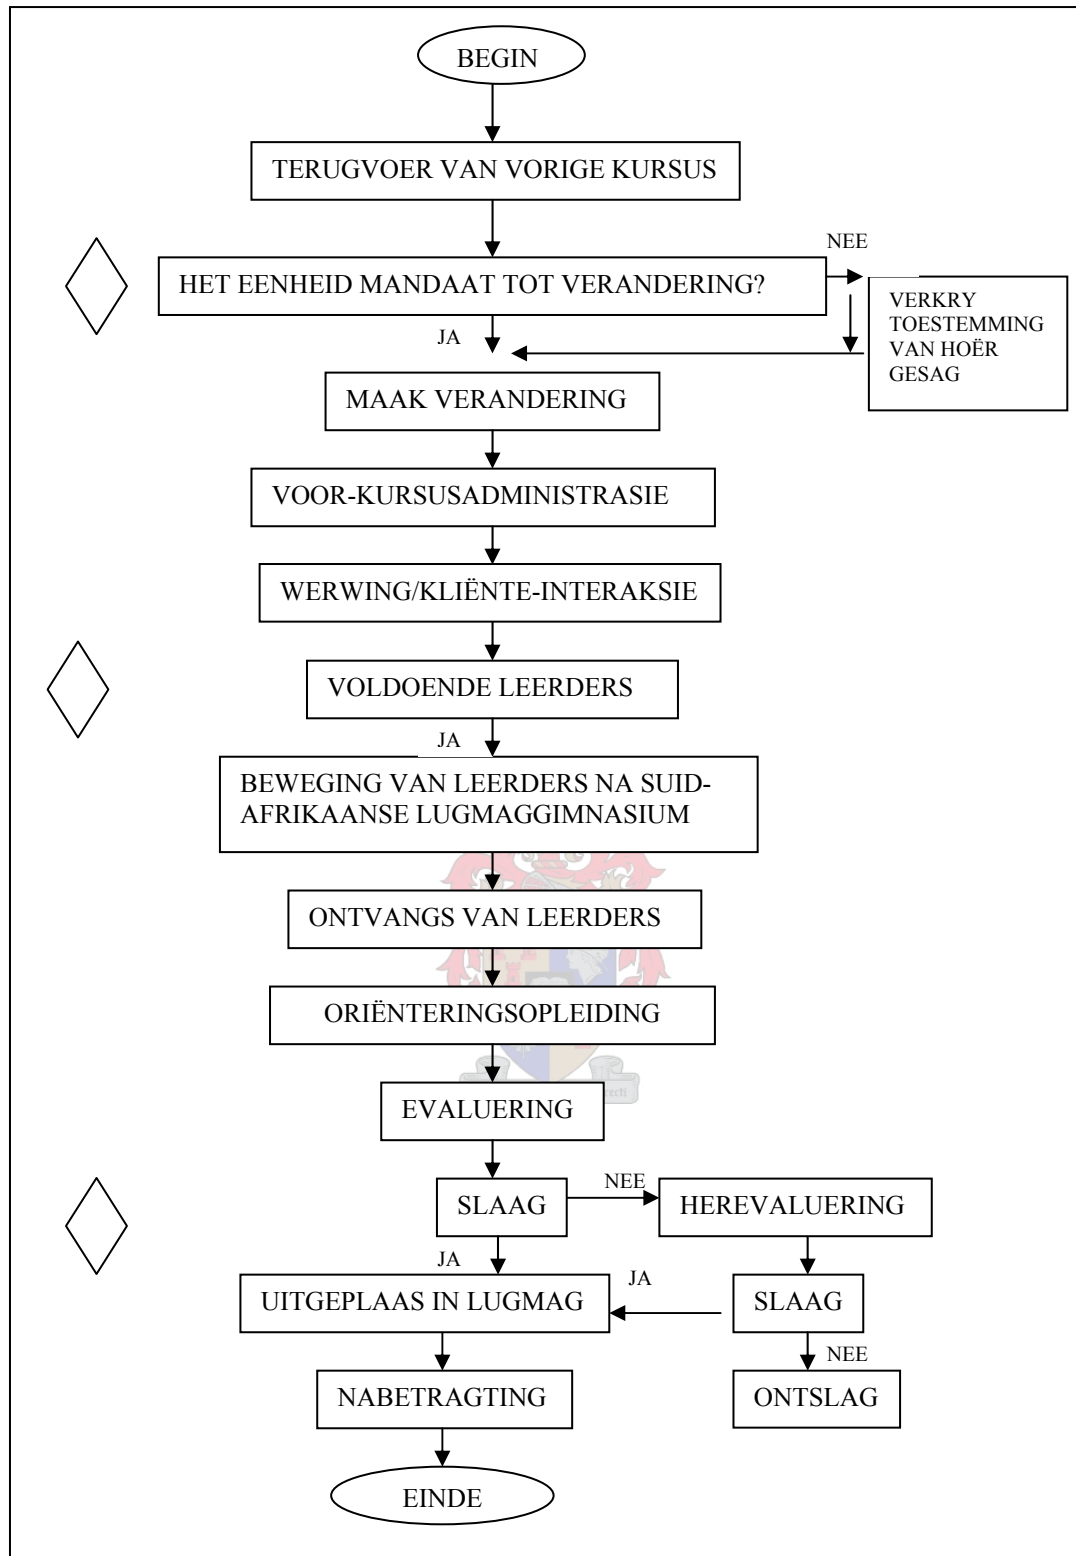 BEGIN
TERUGVOER VAN VORIGE KURSUS
NEE
HET EENHEID MANDAAT TOT VERANDERING?
VERKRY
TOESTEMMING
VAN HOËR
GESAG
JA
MAAK VERANDERING
VOOR-KURSUSADMINISTRASIE
WERWING/KLIËNTE-INTERAKSIE
VOLDOENDE LEERDERS
JA
BEWEGING VAN LEERDERS NA SUID-
AFRIKAANSE LUGMAGGIMNASIUM
ONTVANGS VAN LEERDERS
ORIËNTERINGSOPLEIDING
EVALUERING
SLAAG
NEE
HEREVALUERING
JA
JA
UITGEPLAAS IN LUGMAG
SLAAG
NEE
NABETRAGTING
ONTSLAG
EINDE